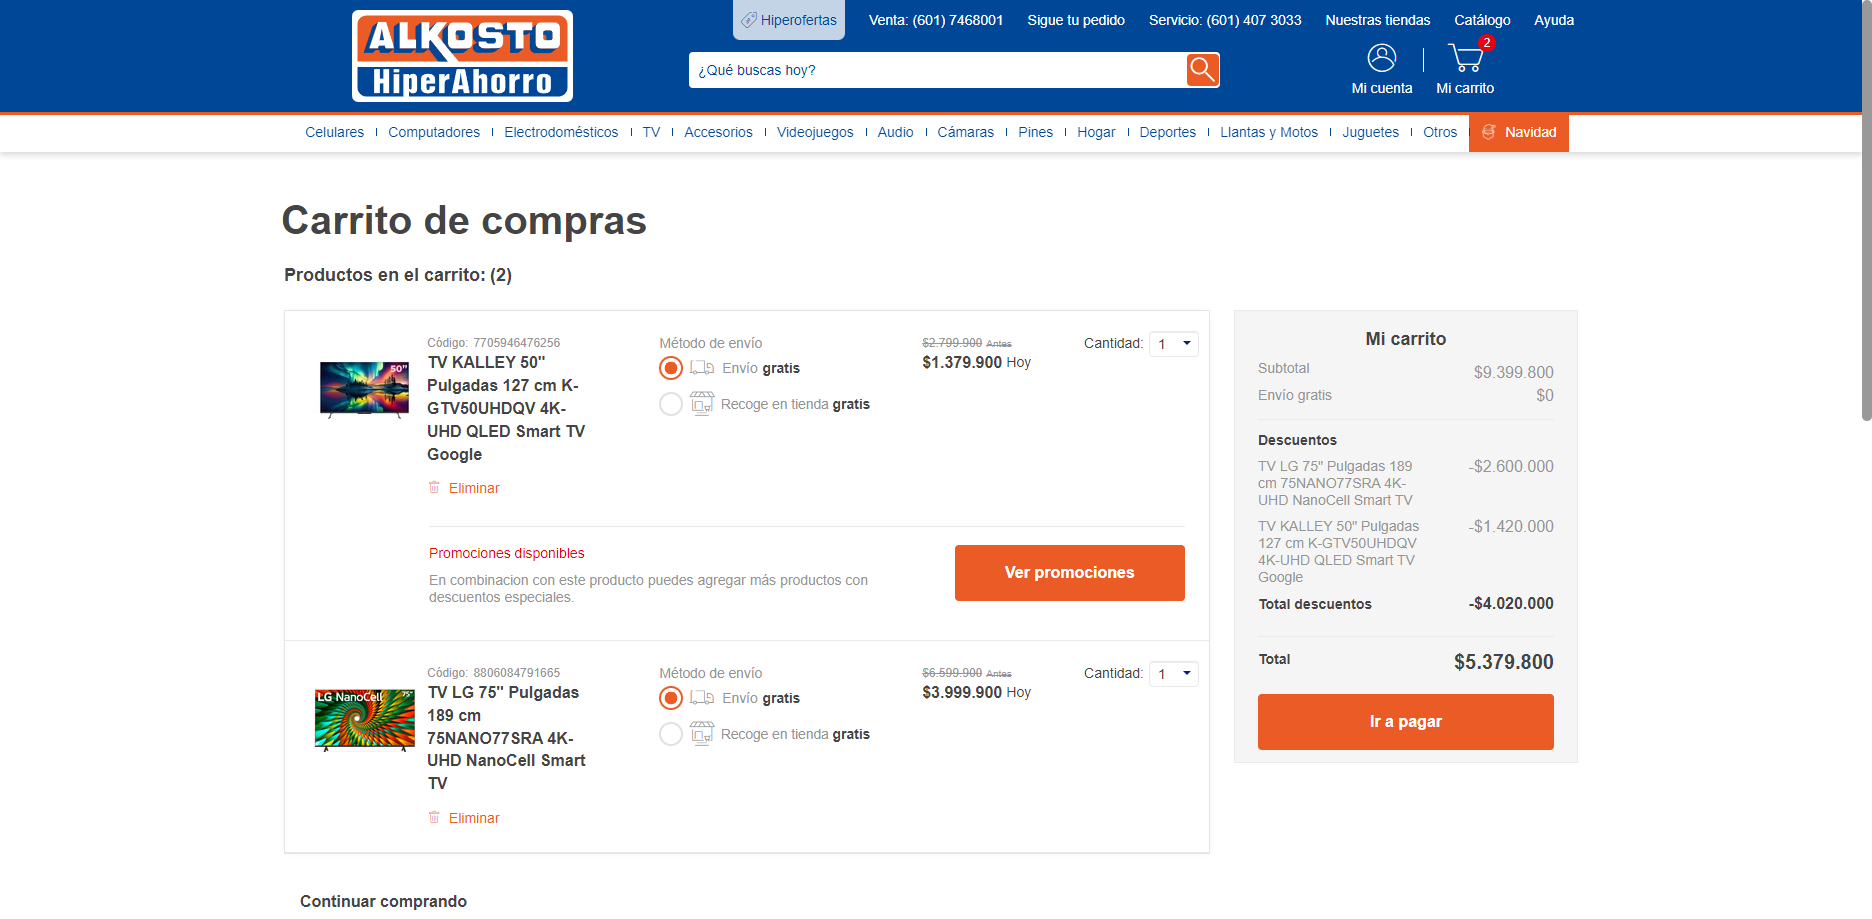 ALKOSTO
HiperAhorro
Hiperofertas
Venta: (601) 7468001
Sigue tu pedido
Servicio: (601) 407 3033
Nuestras tiendas
Catálogo
Ayuda
¿Qué buscas hoy?
2
Mi cuenta
Mi carrito
Celulares
Computadores
Electrodomésticos
TV
Accesorios
Videojuegos
Audio
Cámaras
Pines
Hogar
Deportes
Llantas y Motos
Juguetes
Otros
Navidad
Carrito de compras
Productos en el carrito: (2)
50"
Código: 7705946476256
TV KALLEY 50" 
Pulgadas 127 cm K-
GTV50UHDQV 4K-
UHD QLED Smart TV
Google
Eliminar
Método de envío
Envío gratis
Recoge en tienda gratis
$2.799.900 Antes
$1.379.900 Hoy
Cantidad: 1
Promociones disponibles
En combinacion con este producto puedes agregar más productos con
descuentos especiales.
Ver promociones
LG NanoCell 75"
Código: 8806084791665
TV LG 75" Pulgadas
189 cm
75NANO77SRA 4K-
UHD NanoCell Smart
TV
Eliminar
Método de envío
Envío gratis
Recoge en tienda gratis
$6.599.900 Antes
$3.999.900 Hoy
Cantidad: 1
Mi carrito
Subtotal $9.399.800
Envío gratis $0
Descuentos
TV LG 75" Pulgadas 189 -$2.600.000
cm 75NANO77SRA 4K-
UHD NanoCell Smart TV
TV KALLEY 50" Pulgadas -$1.420.000
127 cm K-GTV50UHDQV
4K-UHD QLED Smart TV
Google
Total descuentos -$4.020.000
Total $5.379.800
Ir a pagar
Continuar comprando